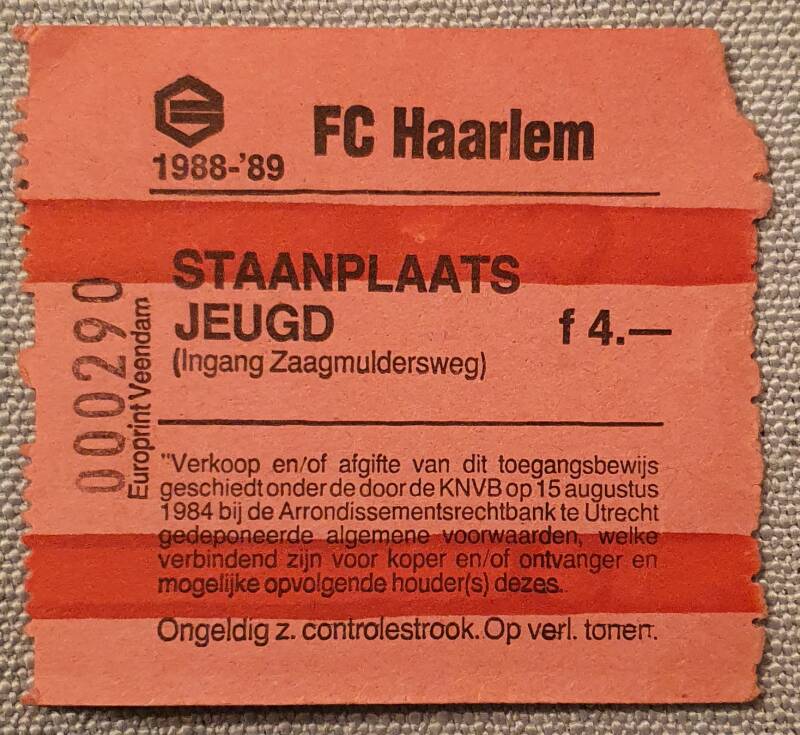 FC Haarlem
1988-'89
STAANPLAATS
JEUGD
f 4.—
(Ingang Zaagmuldersweg)
000290
Europrint Veendam
"Verkoop en/of afgifte van dit toegangsbewijs
geschiedt onder de door de KNVB op 15 augustus
1984 bij de Arrondissementsrechtbank te Utrecht
gedeponeerde algemene voorwaarden, welke
verbindend zijn voor koper en/of ontvanger en
mogelijke opvolgende houder(s) dezes.
Ongeldig z. controlestrook. Op verl. tonen.